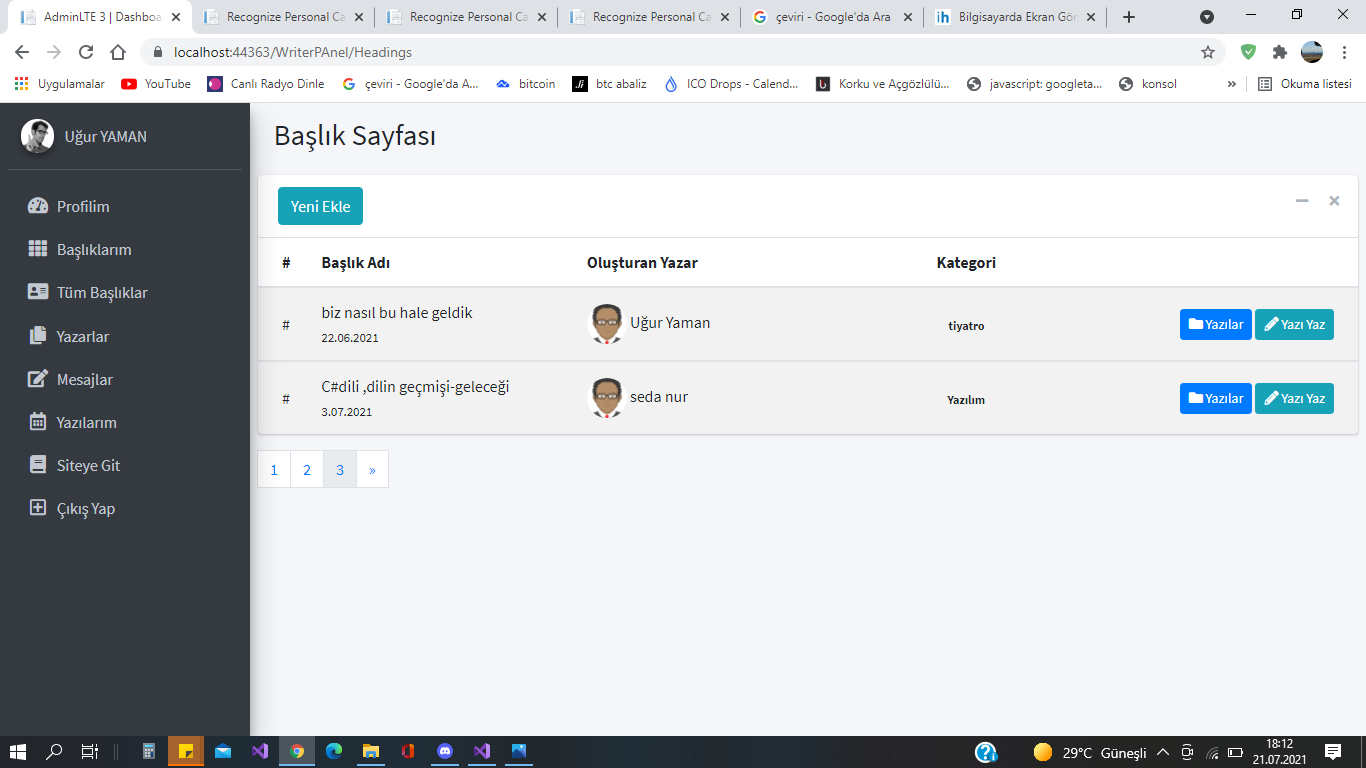 AdminLTE 3 | Dashboa
Recognize Personal Ca
Recognize Personal Ca
Recognize Personal Ca
çeviri - Google'da Ara
Bilgisayarda Ekran Gör
localhost:44363/WriterPAnel/Headings
Uygulamalar
YouTube
Canlı Radyo Dinle
çeviri - Google'da A...
bitcoin
btc abaliz
ICO Drops - Calend...
Korku ve Açgözlülü...
javascript: googleta...
konsol
»
Okuma listesi
Uğur YAMAN
Profilim
Başlıklarım
Tüm Başlıklar
Yazarlar
Mesajlar
Yazılarım
Siteye Git
Çıkış Yap
Başlık Sayfası
Yeni Ekle
# Başlık Adı Oluşturan Yazar Kategori
# biz nasıl bu hale geldik Uğur Yaman tiyatro Yazılar Yazı Yaz
22.06.2021
# C#dili ,dilin geçmişi-geleceği seda nur Yazılım Yazılar Yazı Yaz
3.07.2021
1 2 3 »
29°C Güneşli
18:12
21.07.2021